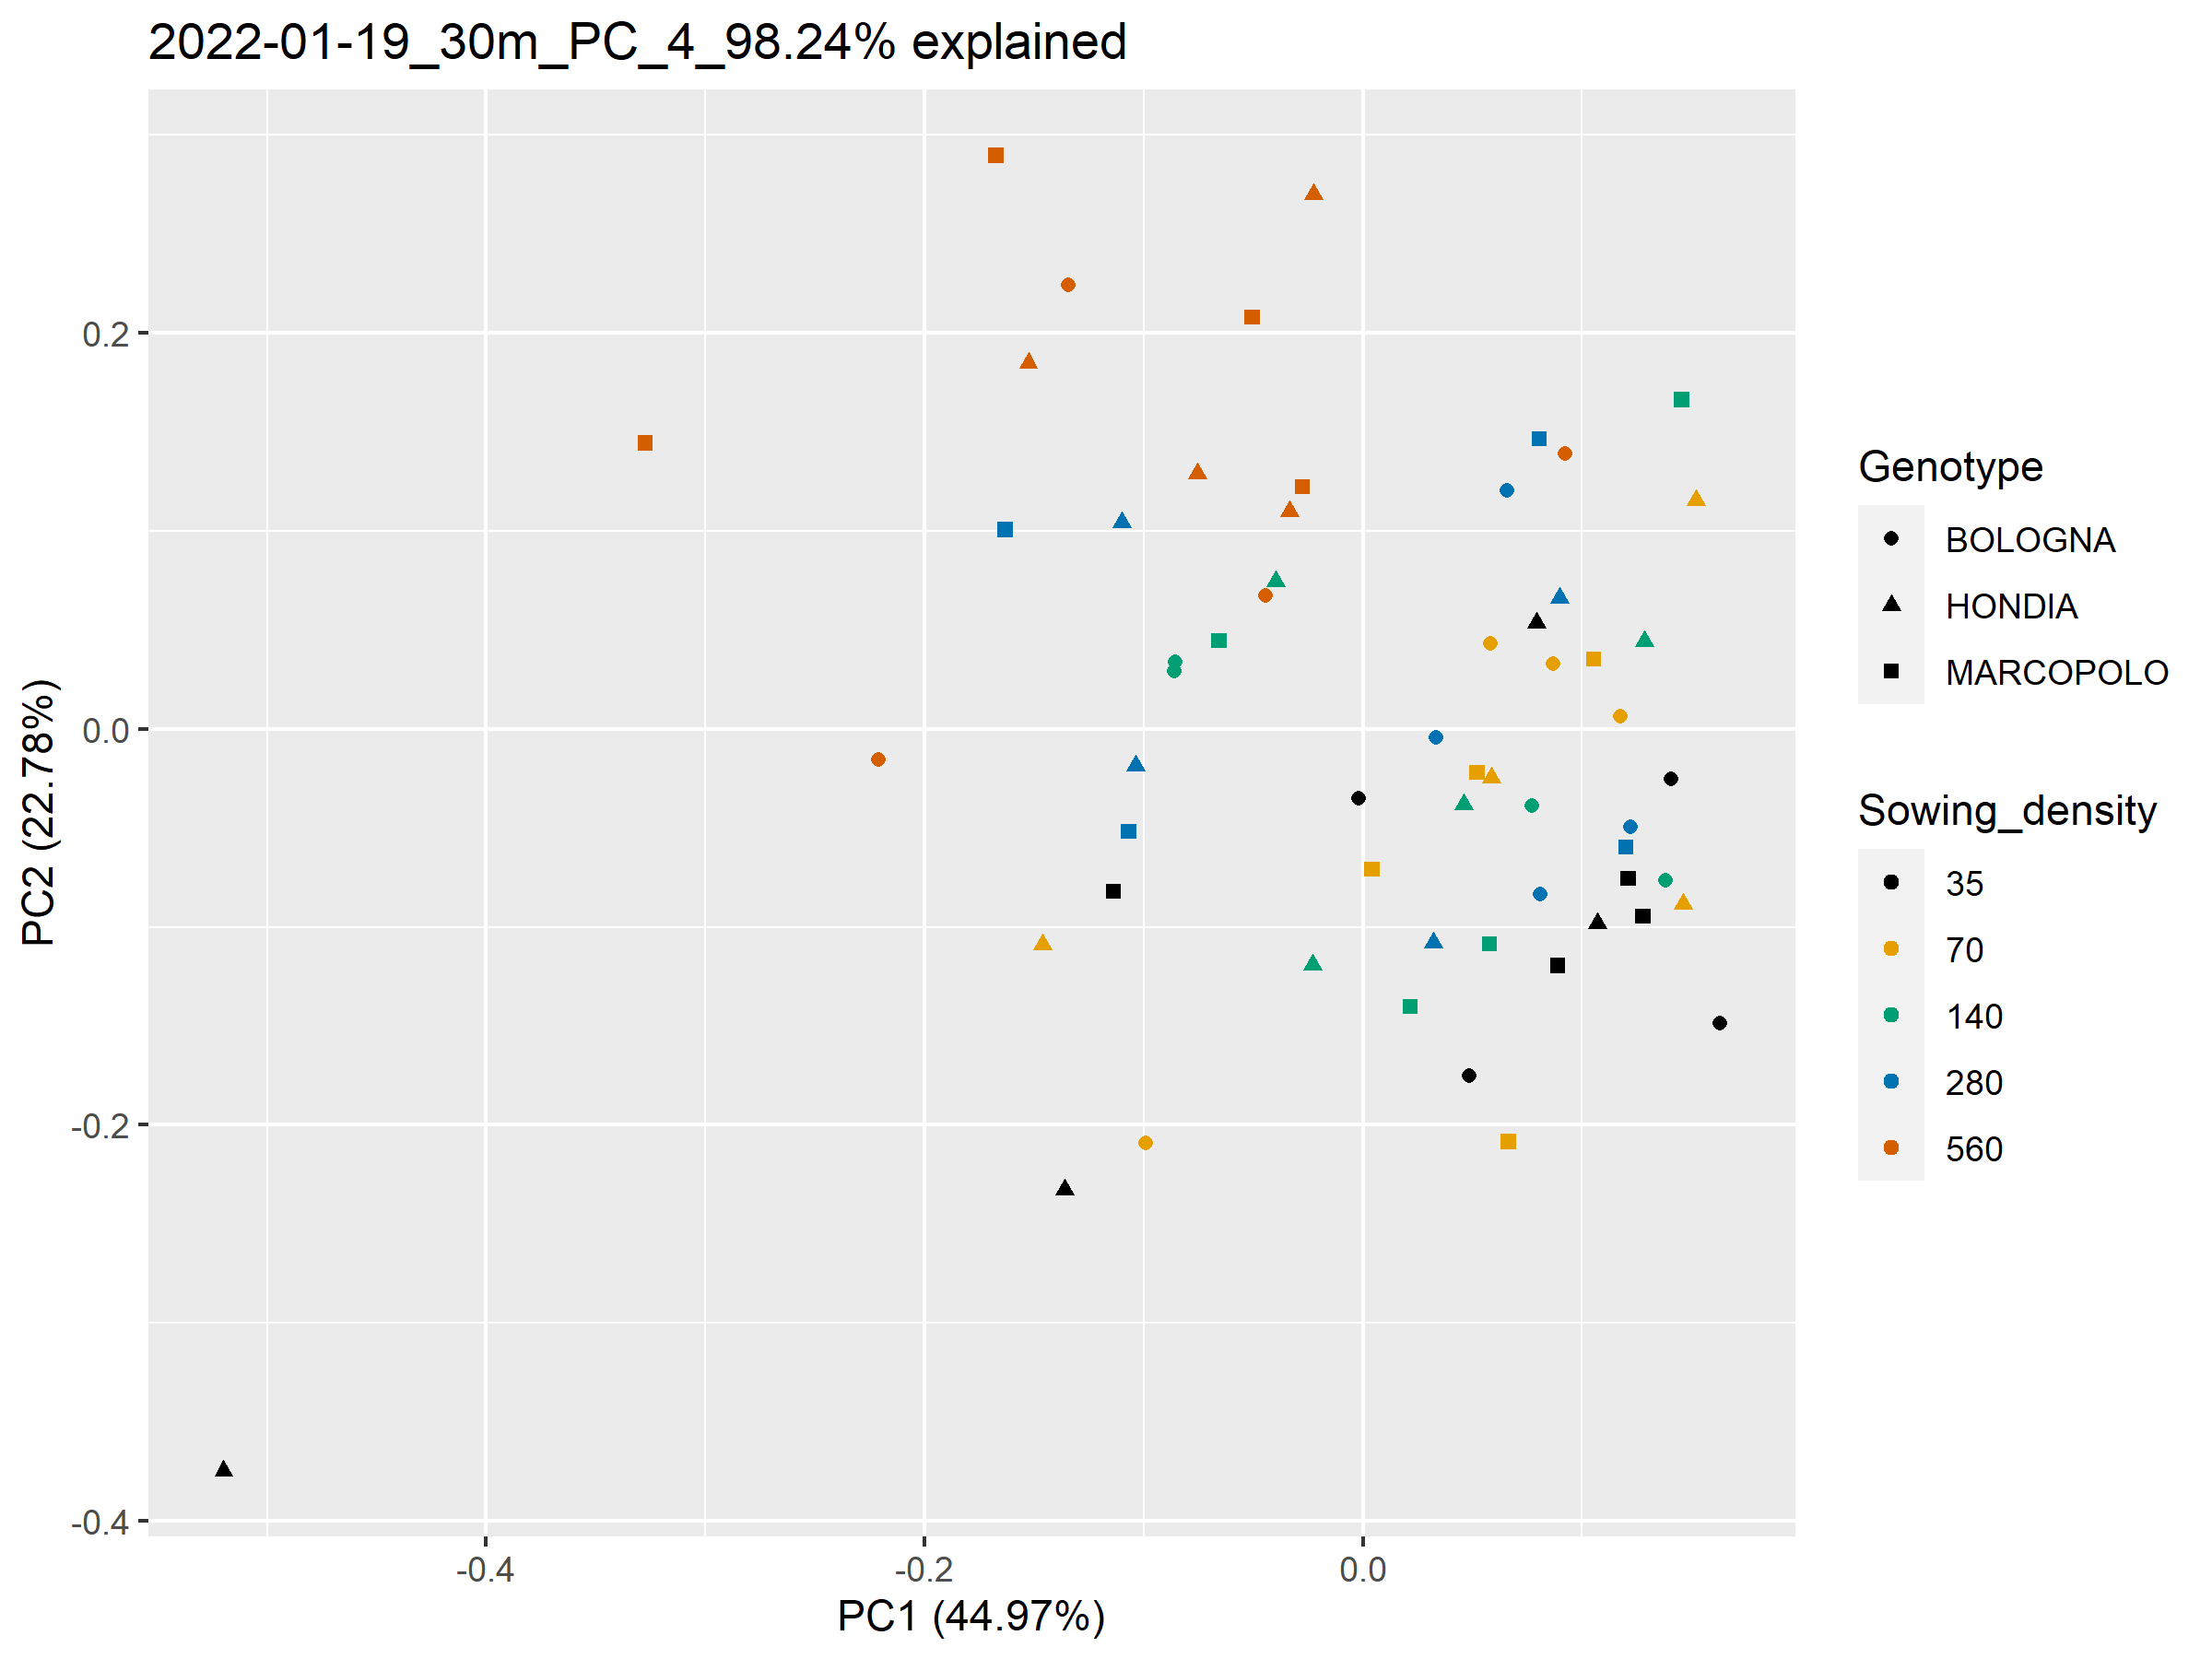 2022-01-19_30m_PC_4_98.24% explained
0.2
0.0
-0.2
-0.4
PC2 (22.78%)
-0.4
-0.2
0.0
PC1 (44.97%)
Genotype
BOLOGNA
HONDIA
MARCOPOLO
Sowing_density
35
70
140
280
560